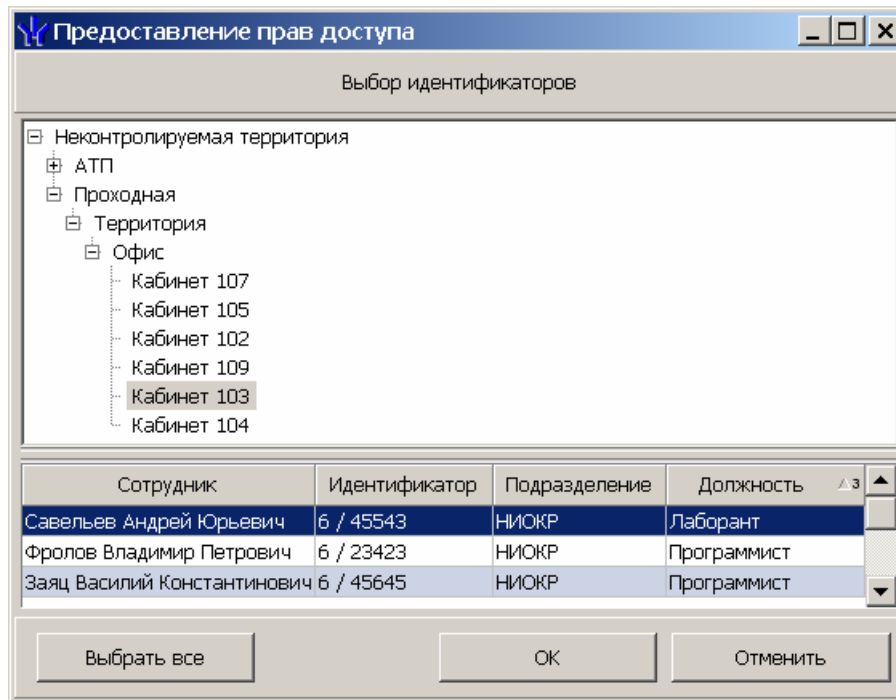 Предоставление прав доступа
Выбор идентификаторов
Неконтролируемая территория
АТП
Проходная
Территория
Офис
Кабинет 107
Кабинет 105
Кабинет 102
Кабинет 109
Кабинет 103
Кабинет 104
Сотрудник Идентификатор Подразделение Должность 3
Савельев Андрей Юрьевич 6 / 45543 НИОКР Лаборант
Фролов Владимир Петрович 6 / 23423 НИОКР Программист
Заяц Василий Константинович 6 / 45645 НИОКР Программист
Выбрать все ОК Отменить